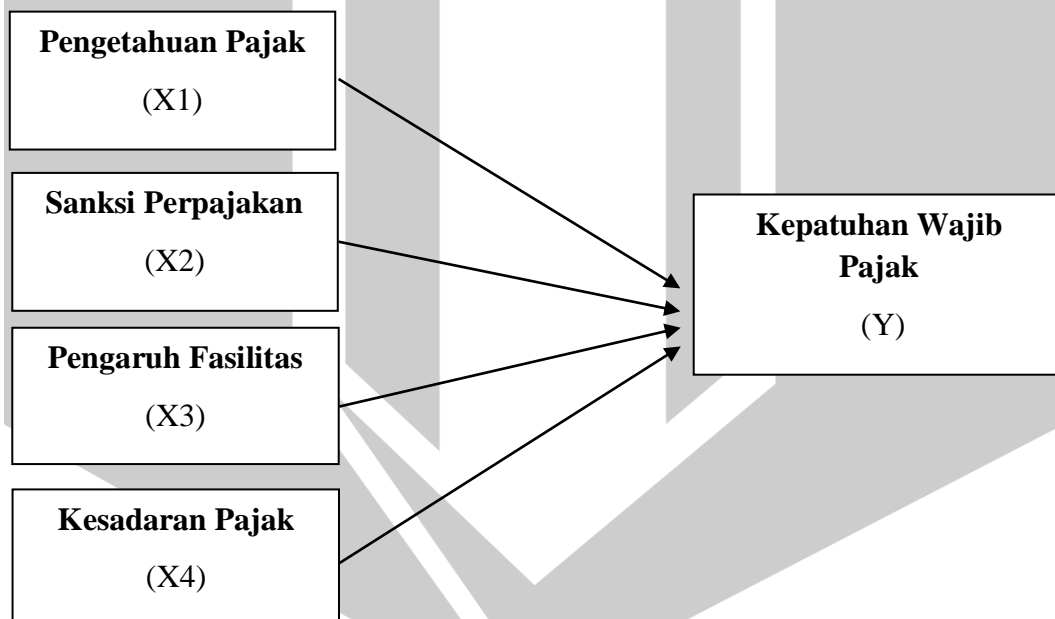 Pengetahuan Pajak
(X1)
Sanksi Perpajakan
(X2)
Pengaruh Fasilitas
(X3)
Kesadaran Pajak
(X4)
Kepatuhan Wajib
Pajak
(Y)